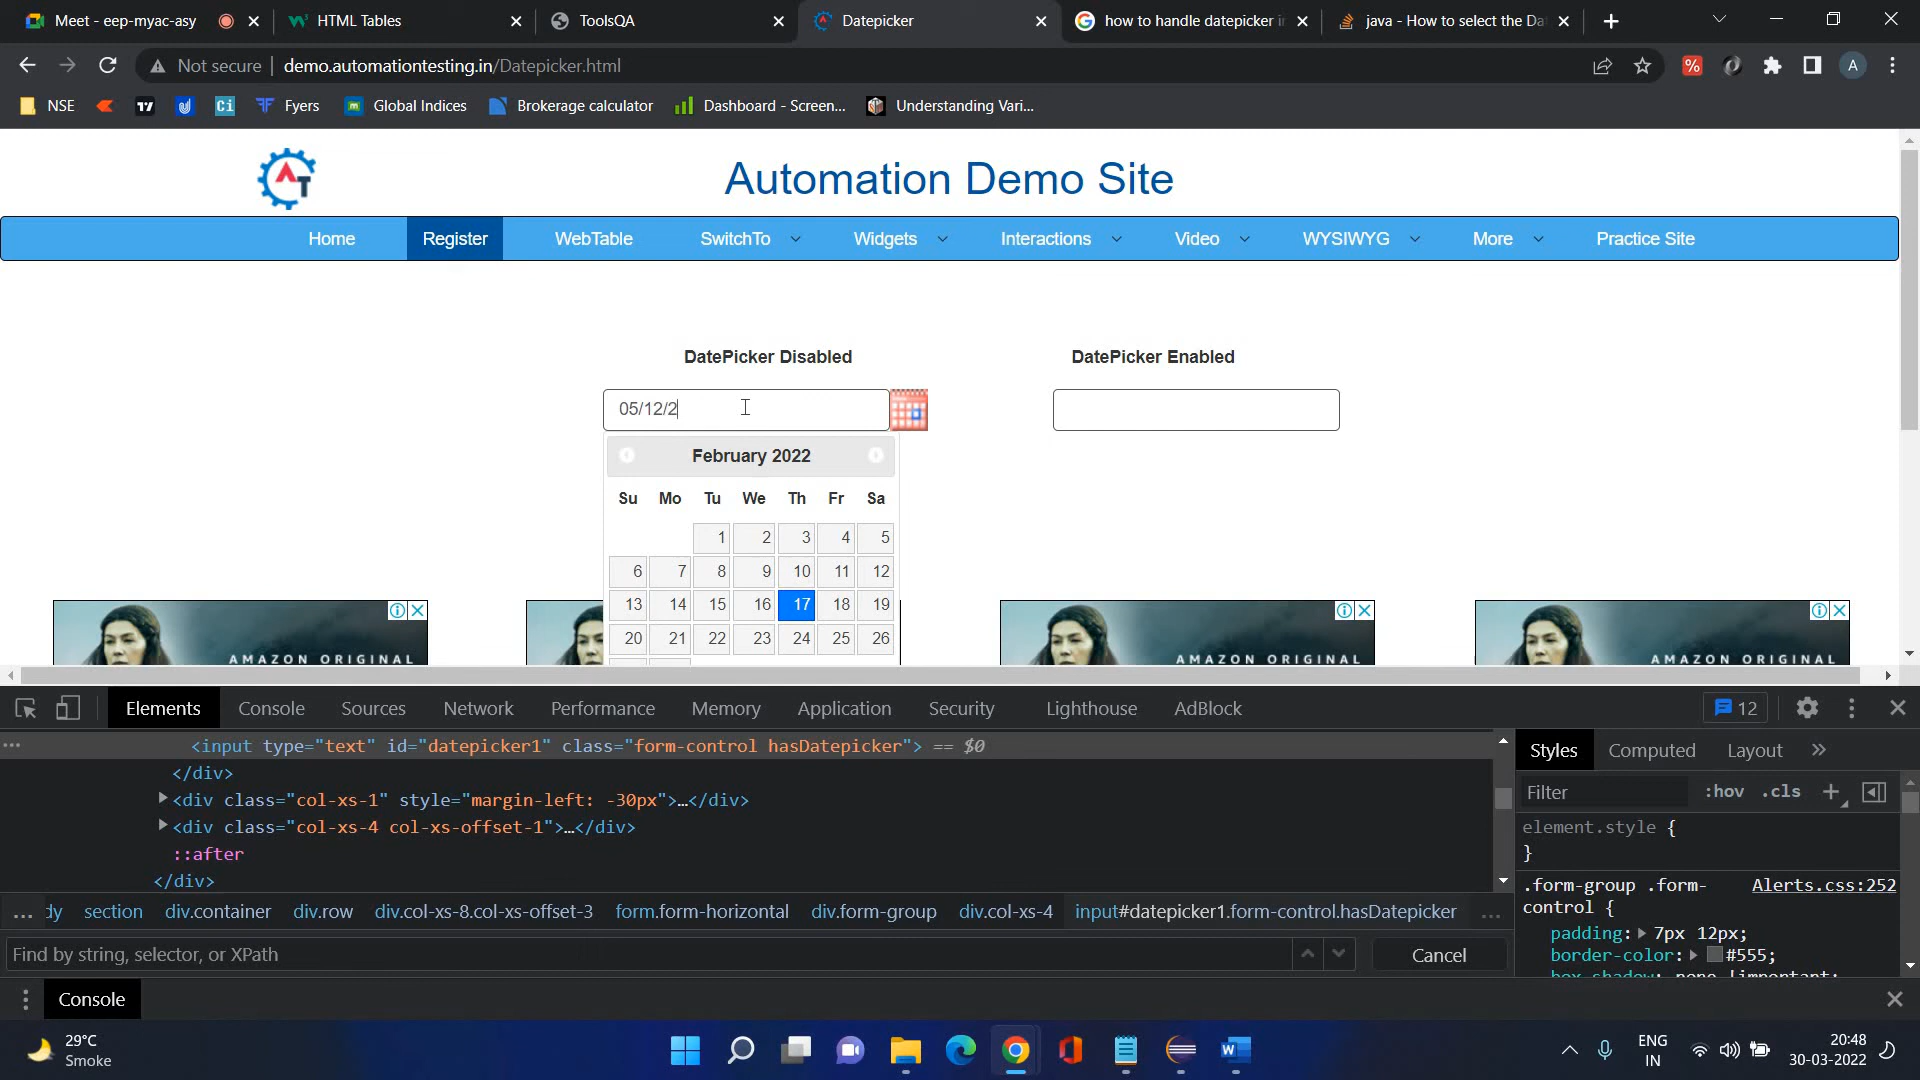 Meet - eep-myac-asy
HTML Tables
ToolsQA
Datepicker
how to handle datepicker i
java - How to select the Da
Not secure
demo.automationtesting.in/Datepicker.html
A
NSE
Ci
Fyers
Global Indices
Brokerage calculator
Dashboard - Screen...
Understanding Vari...
AT
Automation Demo Site
Home
Register
WebTable
SwitchTo
Widgets
Interactions
Video
WYSIWYG
More
Practice Site
DatePicker Disabled
DatePicker Enabled
05/12/2
February 2022
Su Mo Tu We Th Fr Sa
1 2 3 4 5
6 7 8 9 10 11 12
13 14 15 16 17 18 19
20 21 22 23 24 25 26
AMAZON ORIGINAL
AMAZON ORIGINAL
AMAZON ORIGINAL
Elements
Console
Sources
Network
Performance
Memory
Application
Security
Lighthouse
AdBlock
12
<input type="text" id="datepicker1" class="form-control hasDatepicker"> == $0
</div>
<div class="col-xs-1" style="margin-left: -30px">…</div>
<div class="col-xs-4 col-xs-offset-1">…</div>
::after
</div>
... dy section div.container div.row div.col-xs-8.col-xs-offset-3 form.form-horizontal div.form-group div.col-xs-4 input#datepicker1.form-control.hasDatepicker ...
Find by string, selector, or XPath
Cancel
Styles
Computed
Layout
Filter
:hov .cls
element.style {
}
.form-group .form-
control {
Alerts.css:252
padding: 7px 12px;
border-color: #555;
box-shadow: none !important;
Console
29°C
Smoke
ENG
IN
20:48
30-03-2022